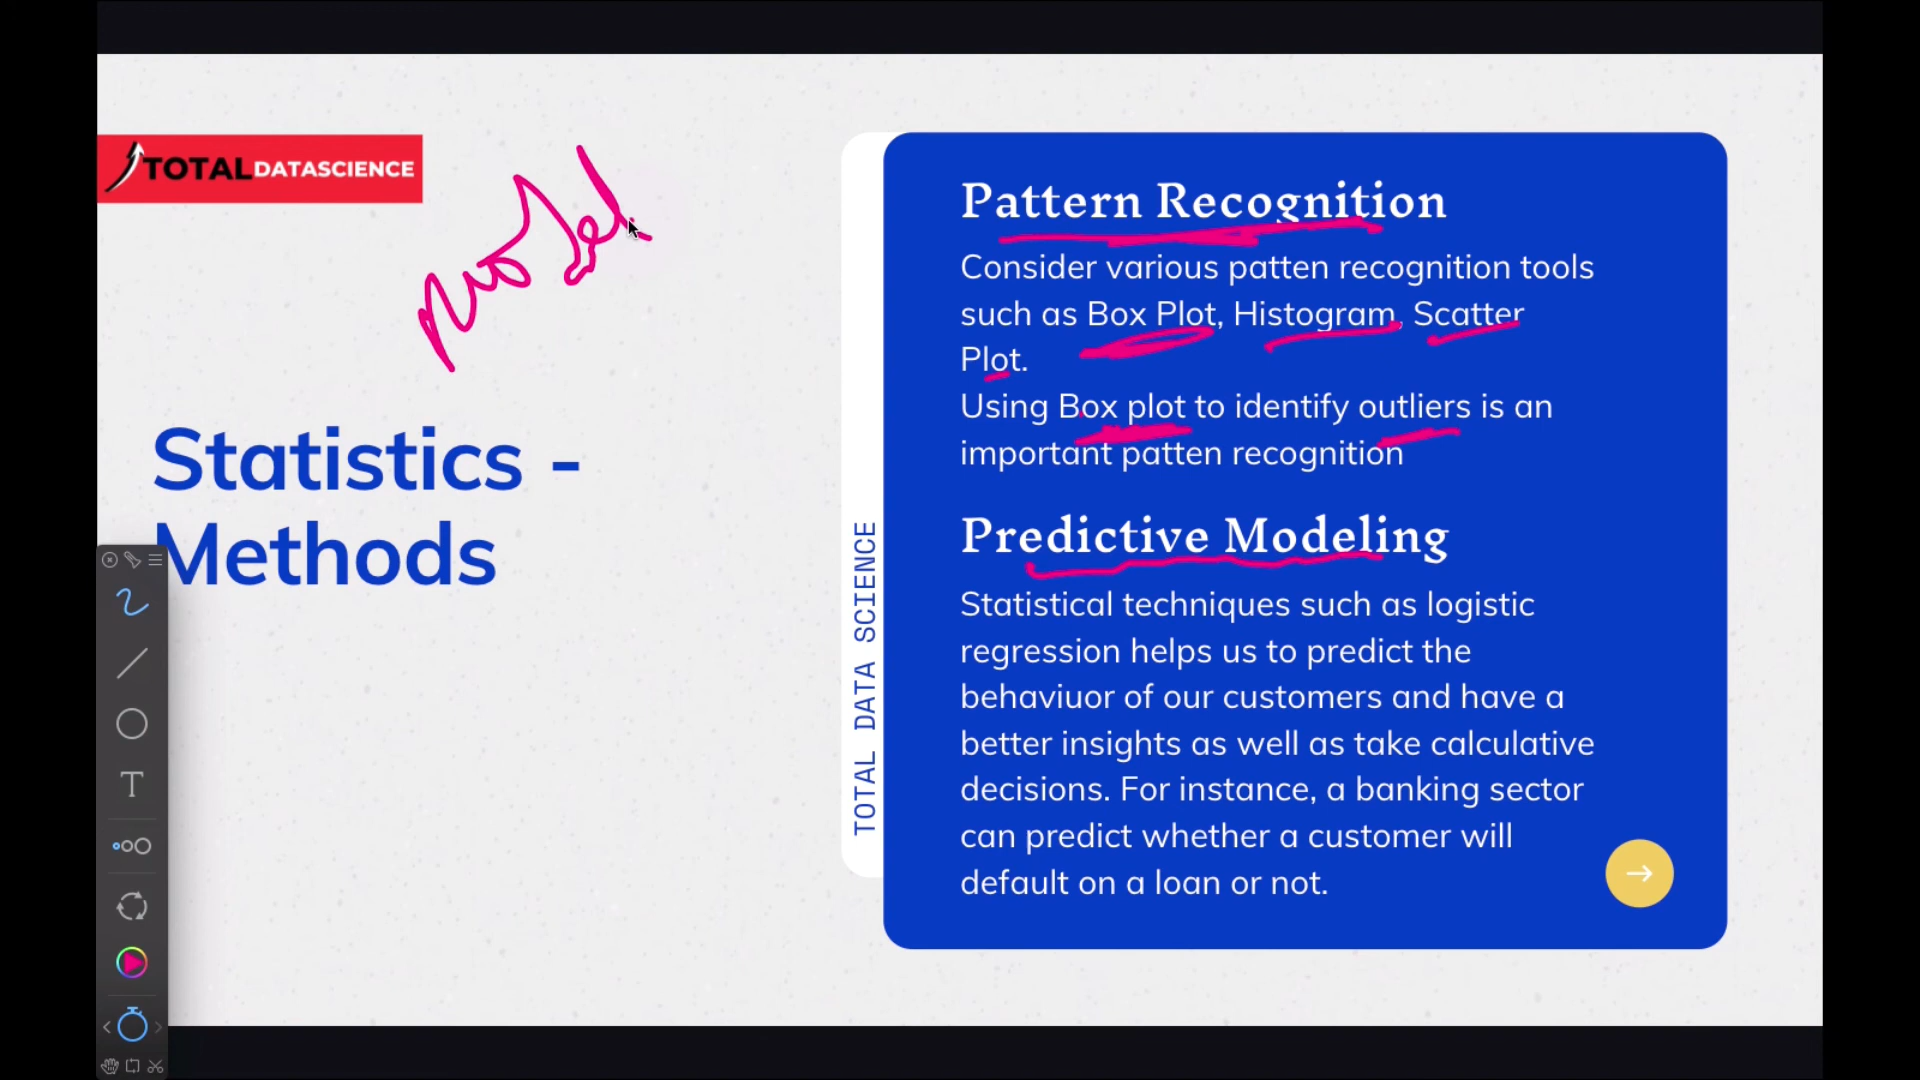 TOTAL DATASCIENCE
model
Statistics -
Methods
TOTAL DATA SCIENCE
Pattern Recognition
Consider various patten recognition tools
such as Box Plot, Histogram, Scatter
Plot.
Using Box plot to identify outliers is an
important patten recognition
Predictive Modeling
Statistical techniques such as logistic
regression helps us to predict the
behaviuor of our customers and have a
better insights as well as take calculative
decisions. For instance, a banking sector
can predict whether a customer will
default on a loan or not.